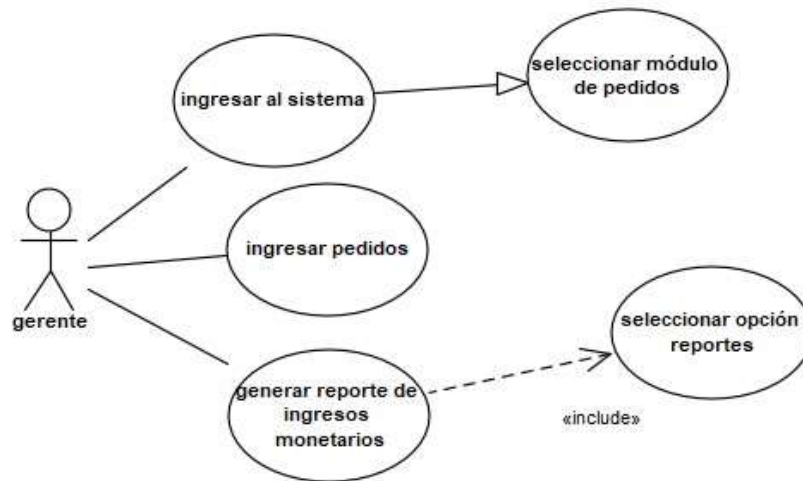 seleccionar módulo
de pedidos
ingresar al sistema
ingresar pedidos
gerente
seleccionar opción
reportes
generar reporte de
ingresos
monetarios
«include»